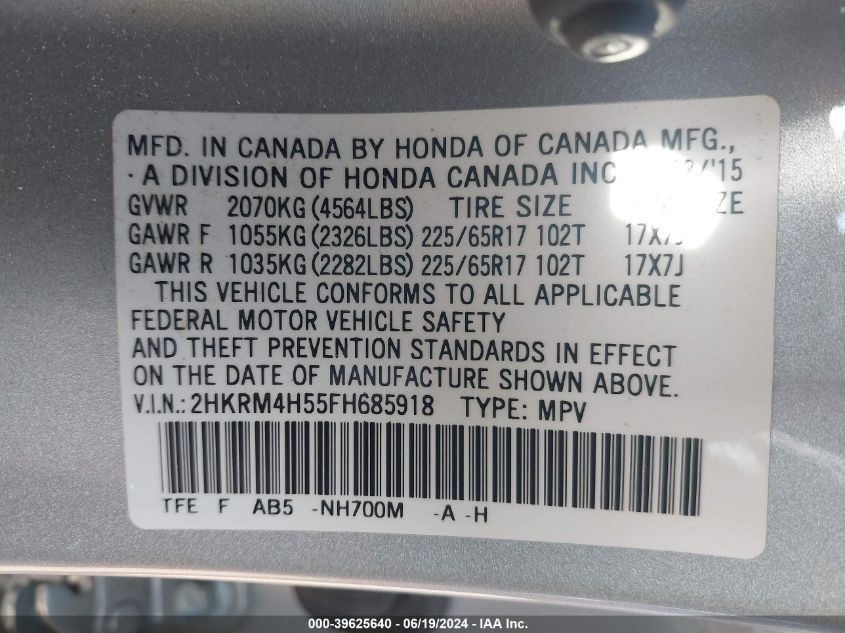 MFD. IN CANADA BY HONDA OF CANADA MFG.,
A DIVISION OF HONDA CANADA INC /'15
GVWR 2070KG (4564LBS) TIRE SIZE
GAWR F 1055KG (2326LBS) 225/65R17 102T 17X7J
GAWR R 1035KG (2282LBS) 225/65R17 102T 17X7J
THIS VEHICLE CONFORMS TO ALL APPLICABLE
FEDERAL MOTOR VEHICLE SAFETY
AND THEFT PREVENTION STANDARDS IN EFFECT
ON THE DATE OF MANUFACTURE SHOWN ABOVE.
V.I.N.: 2HKRM4H55FH685918 TYPE: MPV
TFE F AB5 -NH700M -A -H
000-39625640 - 06/19/2024 - IAA Inc.